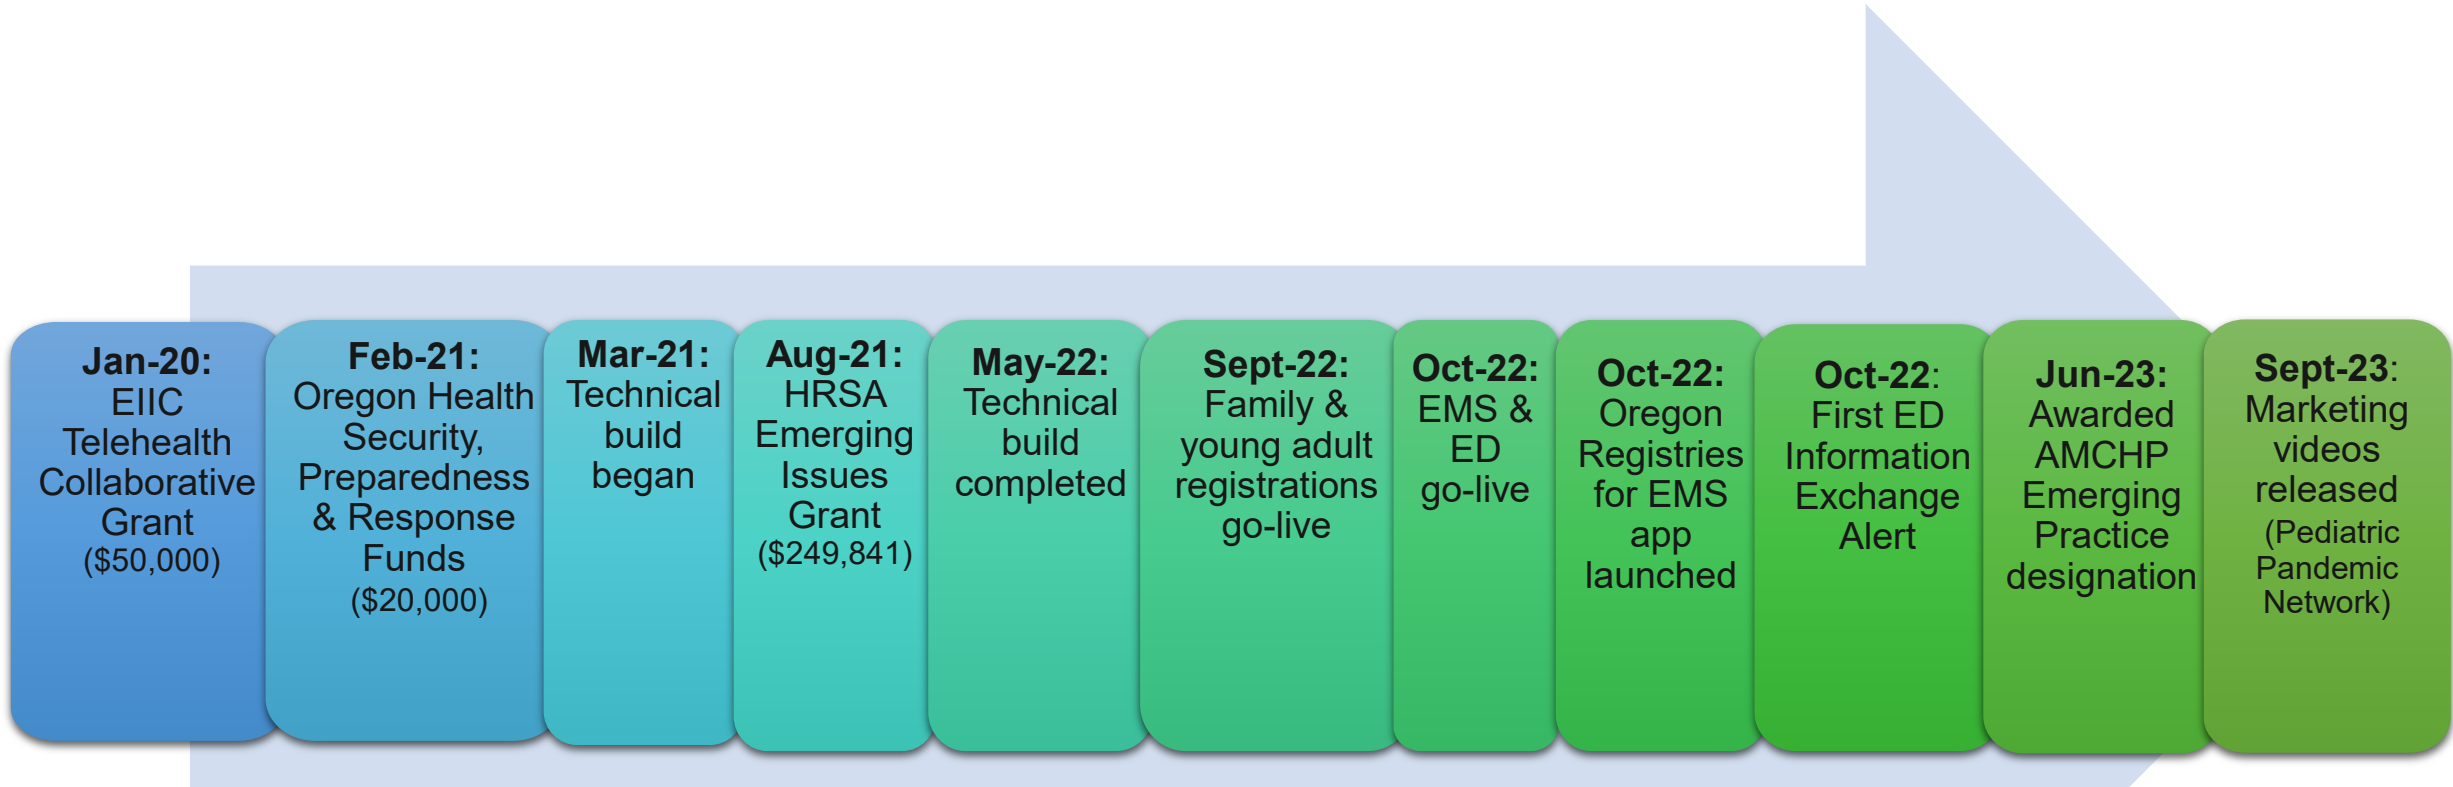 Jan-20:
EIIC
Telehealth
Collaborative
Grant
($50,000)
Feb-21:
Oregon Health
Security,
Preparedness
& Response
Funds
($20,000)
Mar-21:
Technical
build
began
Aug-21:
HRSA
Emerging
Issues
Grant
($249,841)
May-22:
Technical
build
completed
Sept-22:
Family &
young adult
registrations
go-live
Oct-22:
EMS &
ED
go-live
Oct-22:
Oregon
Registries
for EMS
app
launched
Oct-22:
First ED
Information
Exchange
Alert
Jun-23:
Awarded
AMCHP
Emerging
Practice
designation
Sept-23:
Marketing
videos
released
(Pediatric
Pandemic
Network)